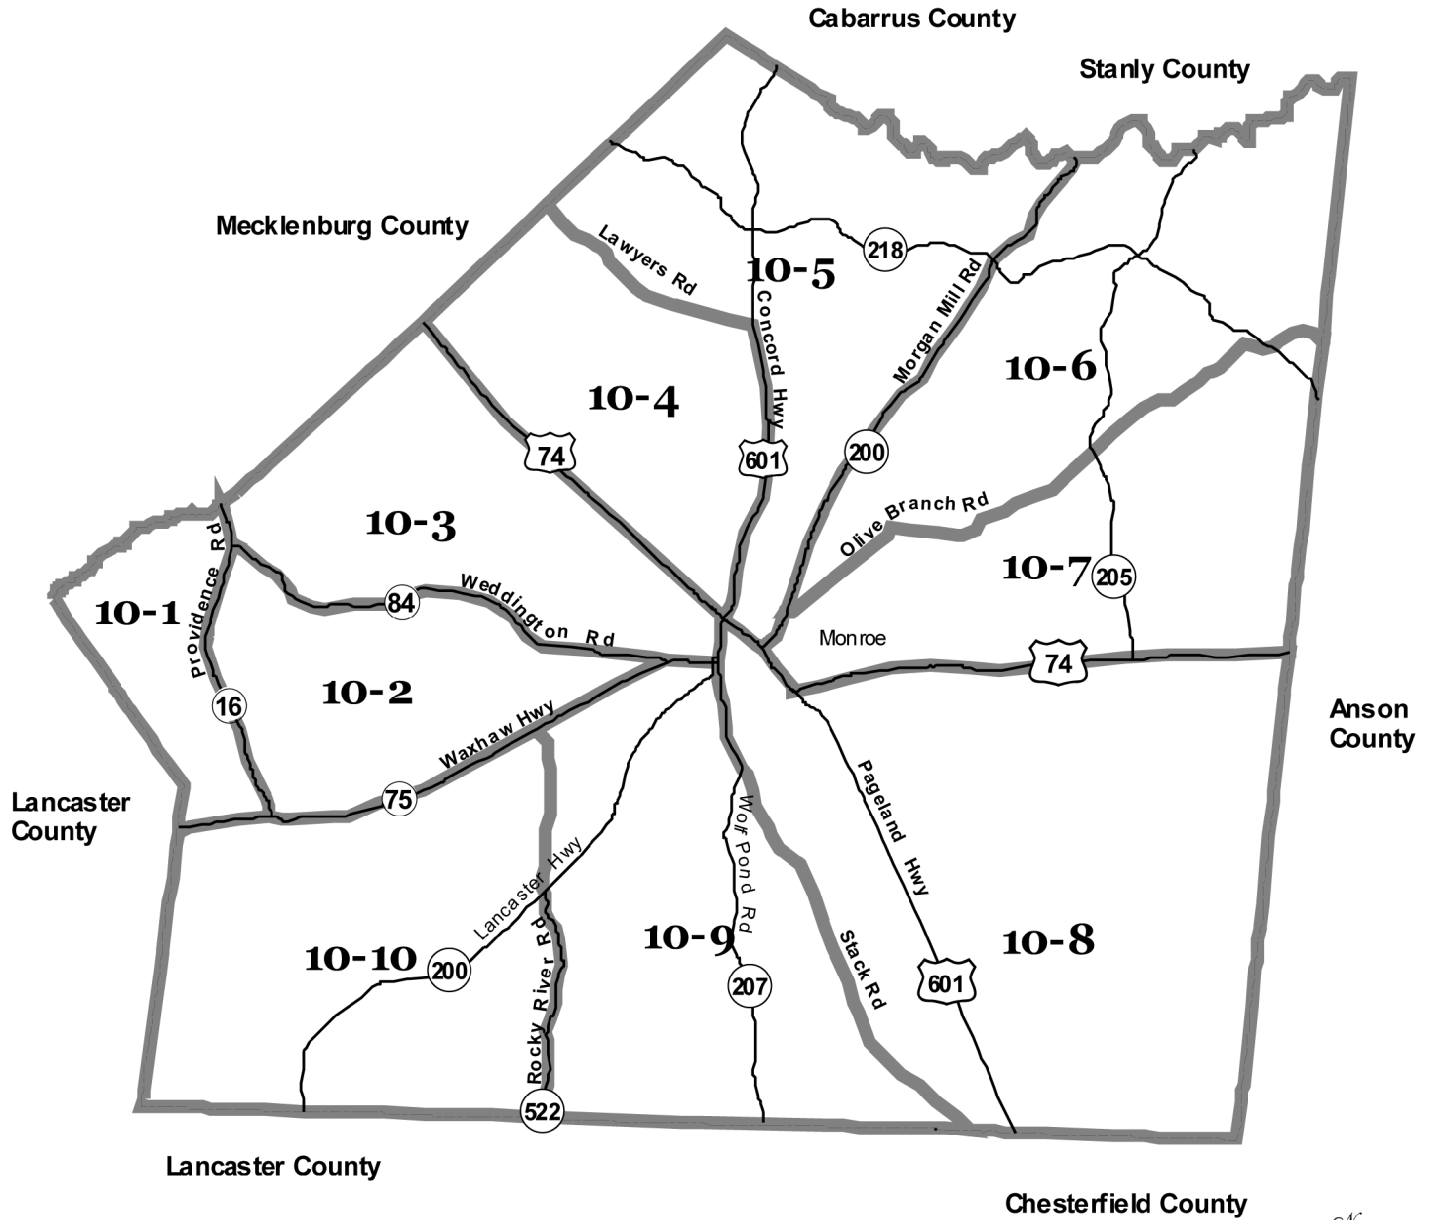 Cabarrus County
Stanly County
Mecklenburg County
Lawyers Rd
218
10-5
Concord Hwy
Morgan Mill Rd
10-6
10-4
74
601
200
10-3
Olive Branch Rd
10-7
205
10-1
Providence Rd
84
Weddington Rd
Monroe
74
10-2
16
Waxhaw Hwy
75
Anson
County
Lancaster
County
Pageland Hwy
Wolf Pond Rd
Lancaster Hwy
10-10
200
Rocky River Rd
10-9
207
Stack Rd
601
10-8
522
Lancaster County
Chesterfield County